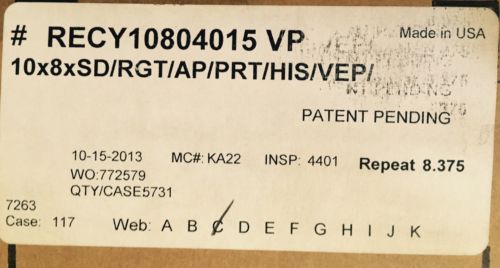 # RECY10804015 VP
Made in USA
10x8xSD/RGT/AP/PRT/HIS/VEP/
PATENT PENDING
10-15-2013 MC#: KA22 INSP: 4401 Repeat 8.375
WO:772579
QTY/CASE5731
7263
Case: 117 Web: A B C D E F G H I J K